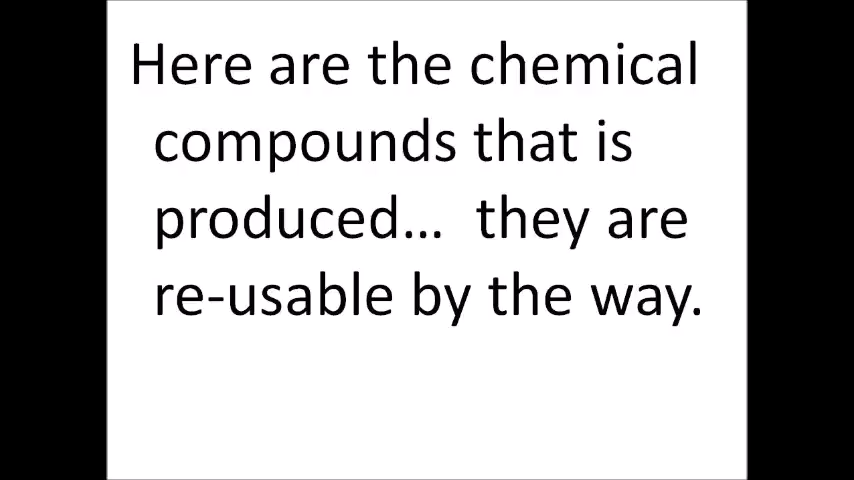 Here are the chemical
compounds that is
produced…  they are
re-usable by the way.